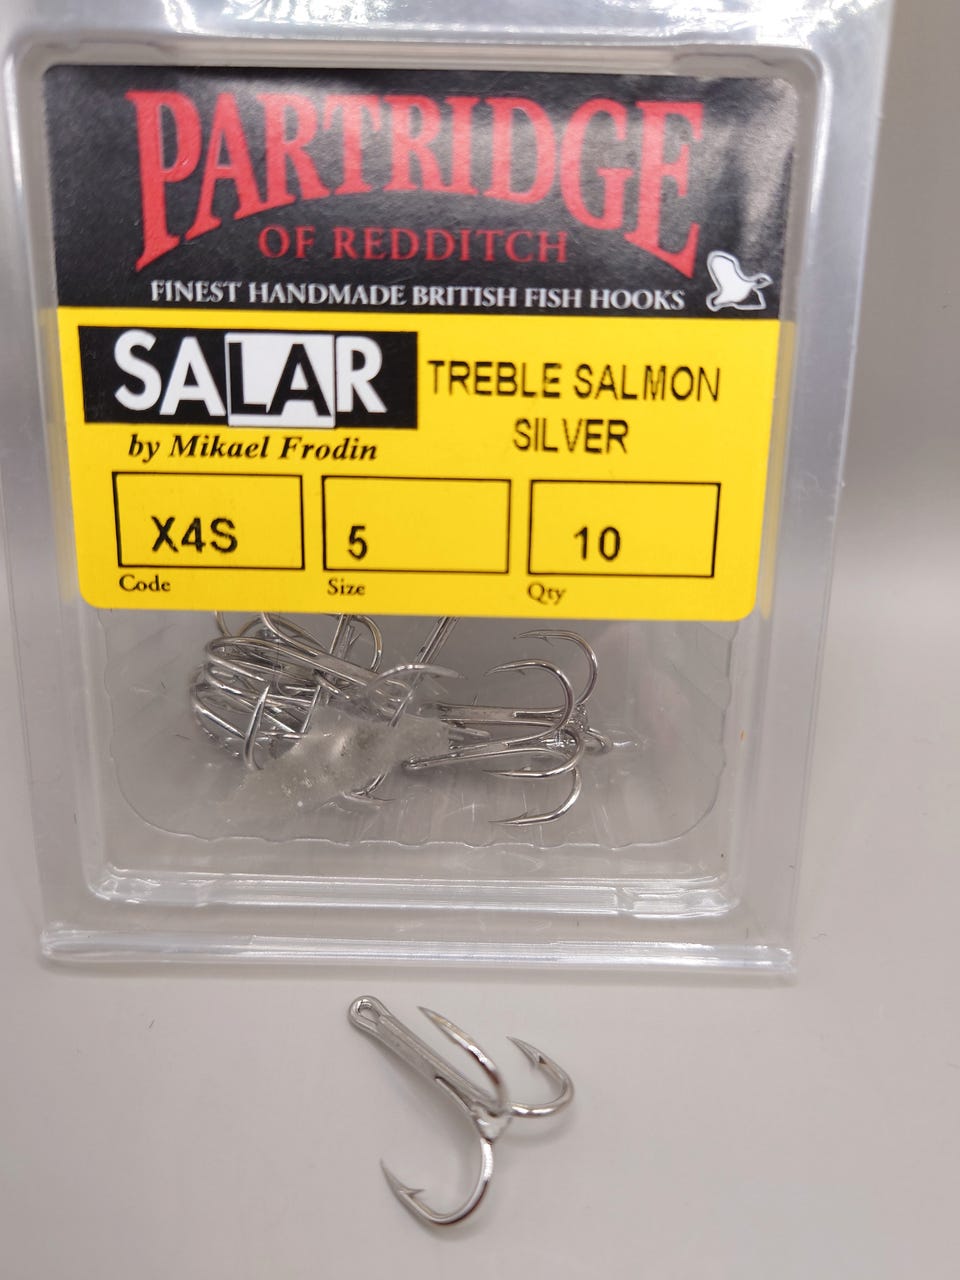 PARTRIDGE
OF REDDITCH
FINEST HANDMADE BRITISH FISH HOOKS
SALAR
by Mikael Frodin
TREBLE SALMON
SILVER
X4S
5
10
Code
Size
Qty